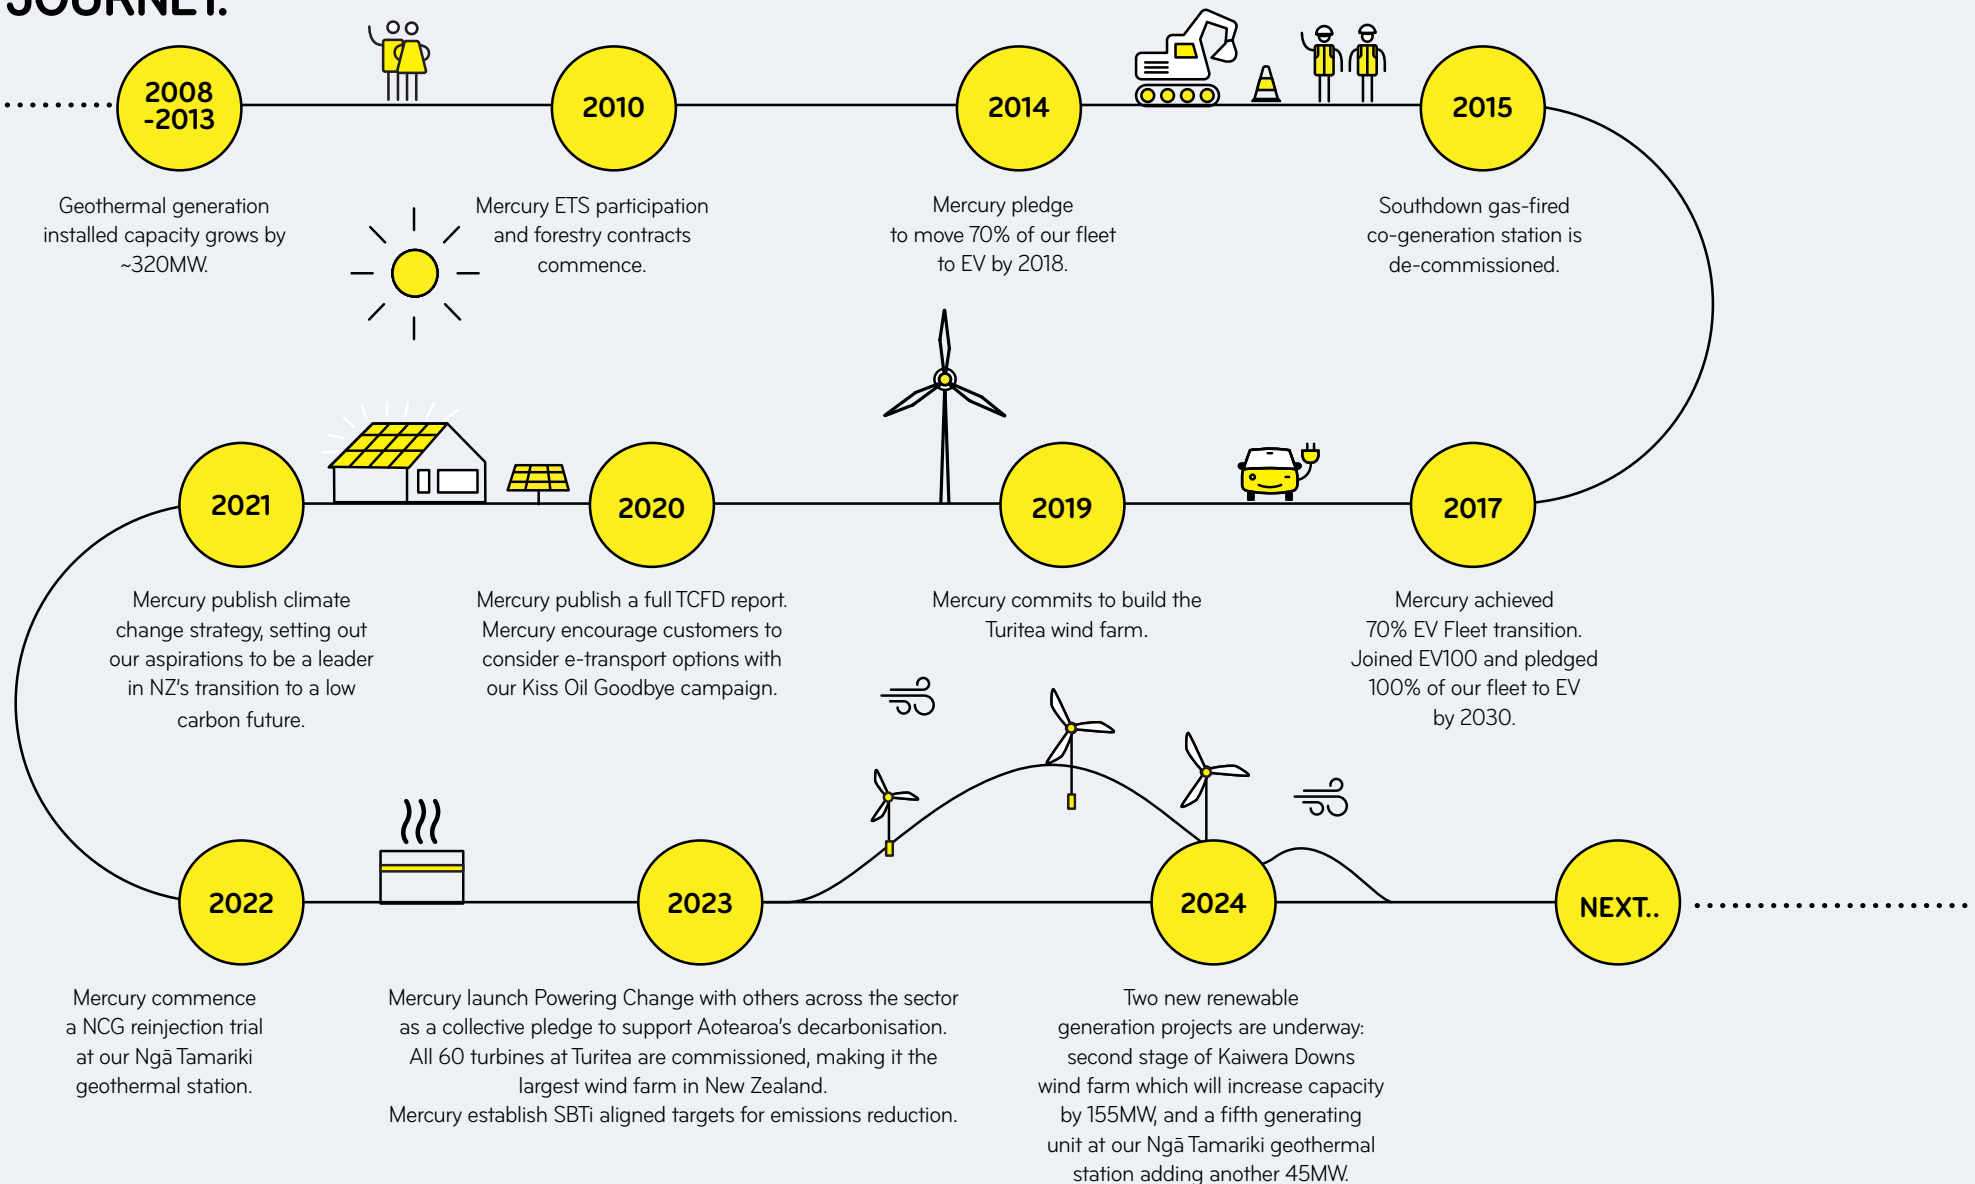 JOURNEY.
2008
-2013
Geothermal generation
installed capacity grows by
~320MW.
2010
Mercury ETS participation
and forestry contracts
commence.
2014
Mercury pledge
to move 70% of our fleet
to EV by 2018.
2015
Southdown gas-fired
co-generation station is
de-commissioned.
2017
Mercury achieved
70% EV Fleet transition.
Joined EV100 and pledged
100% of our fleet to EV
by 2030.
2019
Mercury commits to build the
Turitea wind farm.
2020
Mercury publish a full TCFD report.
Mercury encourage customers to
consider e-transport options with
our Kiss Oil Goodbye campaign.
2021
Mercury publish climate
change strategy, setting out
our aspirations to be a leader
in NZ's transition to a low
carbon future.
2022
Mercury commence
a NCG reinjection trial
at our Ngā Tamariki
geothermal station.
2023
Mercury launch Powering Change with others across the sector
as a collective pledge to support Aotearoa's decarbonisation.
All 60 turbines at Turitea are commissioned, making it the
largest wind farm in New Zealand.
Mercury establish SBTi aligned targets for emissions reduction.
2024
Two new renewable
generation projects are underway:
second stage of Kaiwera Downs
wind farm which will increase capacity
by 155MW, and a fifth generating
unit at our Ngā Tamariki geothermal
station adding another 45MW.
NEXT..